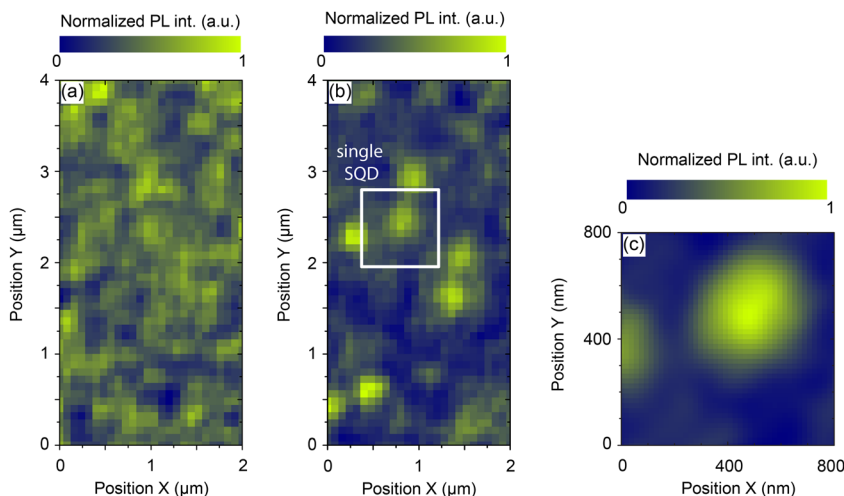 Normalized PL int. (a.u.)
0 1
(a)
4
3
2
1
0
Position Y (µm)
0 1 2
Position X (µm)
Normalized PL int. (a.u.)
0 1
(b)
single
SQD
4
3
2
1
0
Position Y (µm)
0 1 2
Position X (µm)
Normalized PL int. (a.u.)
0 1
(c)
800
400
0
Position Y (nm)
0 400 800
Position X (nm)